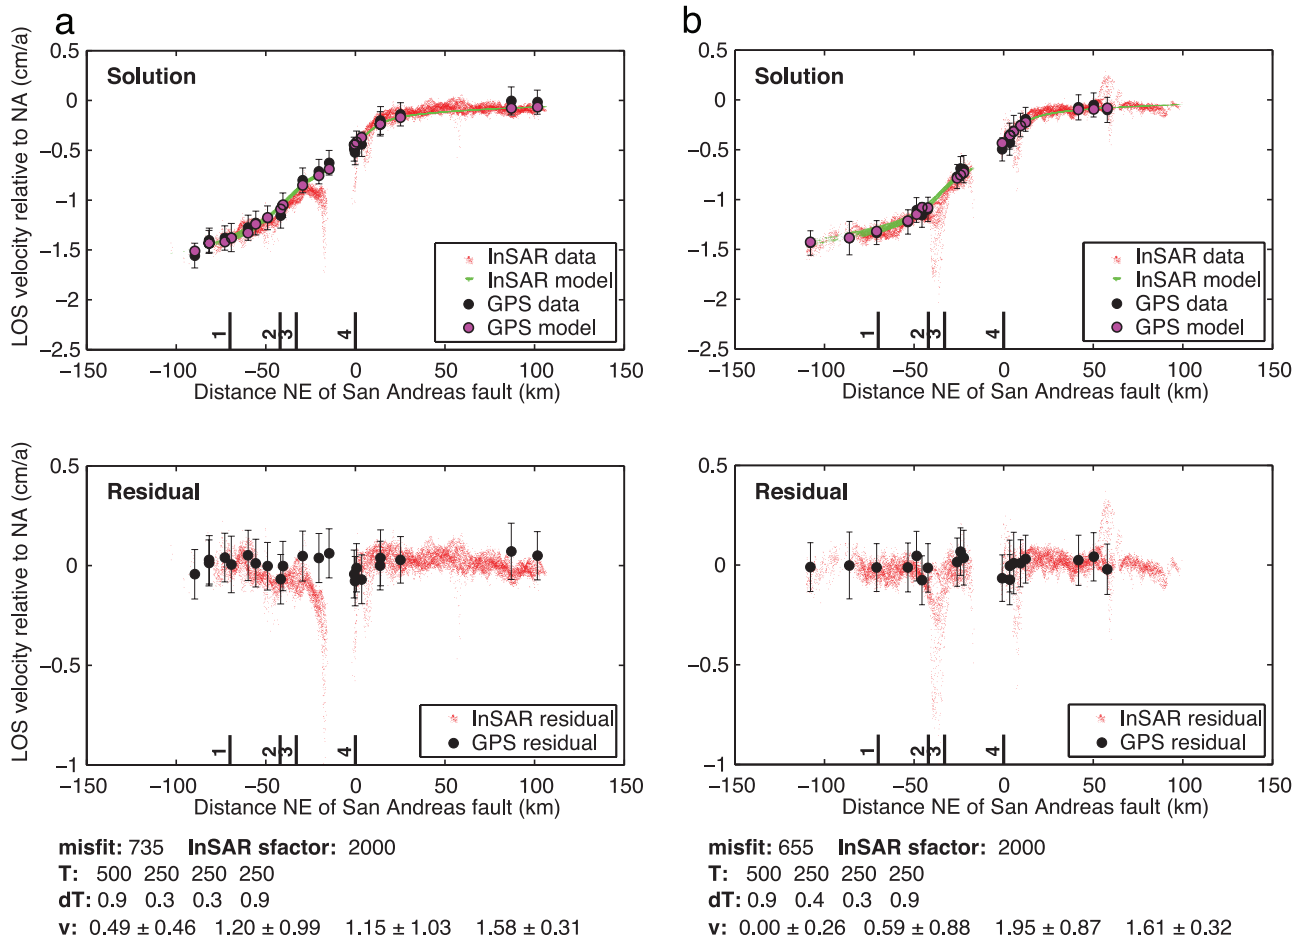 a
LOS velocity relative to NA (cm/a)
0.5
0
−0.5
−1
−1.5
−2
−2.5
Solution
InSAR data
InSAR model
GPS data
GPS model
1
2
3
4
−150 −100 −50 0 50 100 150
Distance NE of San Andreas fault (km)
b
0.5
0
−0.5
−1
−1.5
−2
−2.5
Solution
InSAR data
InSAR model
GPS data
GPS model
1
2
3
4
−150 −100 −50 0 50 100 150
Distance NE of San Andreas fault (km)
LOS velocity relative to NA (cm/a)
0.5
0
−0.5
−1
Residual
InSAR residual
GPS residual
1
2
3
4
−150 −100 −50 0 50 100 150
Distance NE of San Andreas fault (km)
misfit: 735 InSAR sfactor: 2000
T: 500 250 250 250
dT: 0.9 0.3 0.3 0.9
v: 0.49 ± 0.46 1.20 ± 0.99 1.15 ± 1.03 1.58 ± 0.31
0.5
0
−0.5
−1
Residual
InSAR residual
GPS residual
1
2
3
4
−150 −100 −50 0 50 100 150
Distance NE of San Andreas fault (km)
misfit: 655 InSAR sfactor: 2000
T: 500 250 250 250
dT: 0.9 0.4 0.3 0.9
v: 0.00 ± 0.26 0.59 ± 0.88 1.95 ± 0.87 1.61 ± 0.32